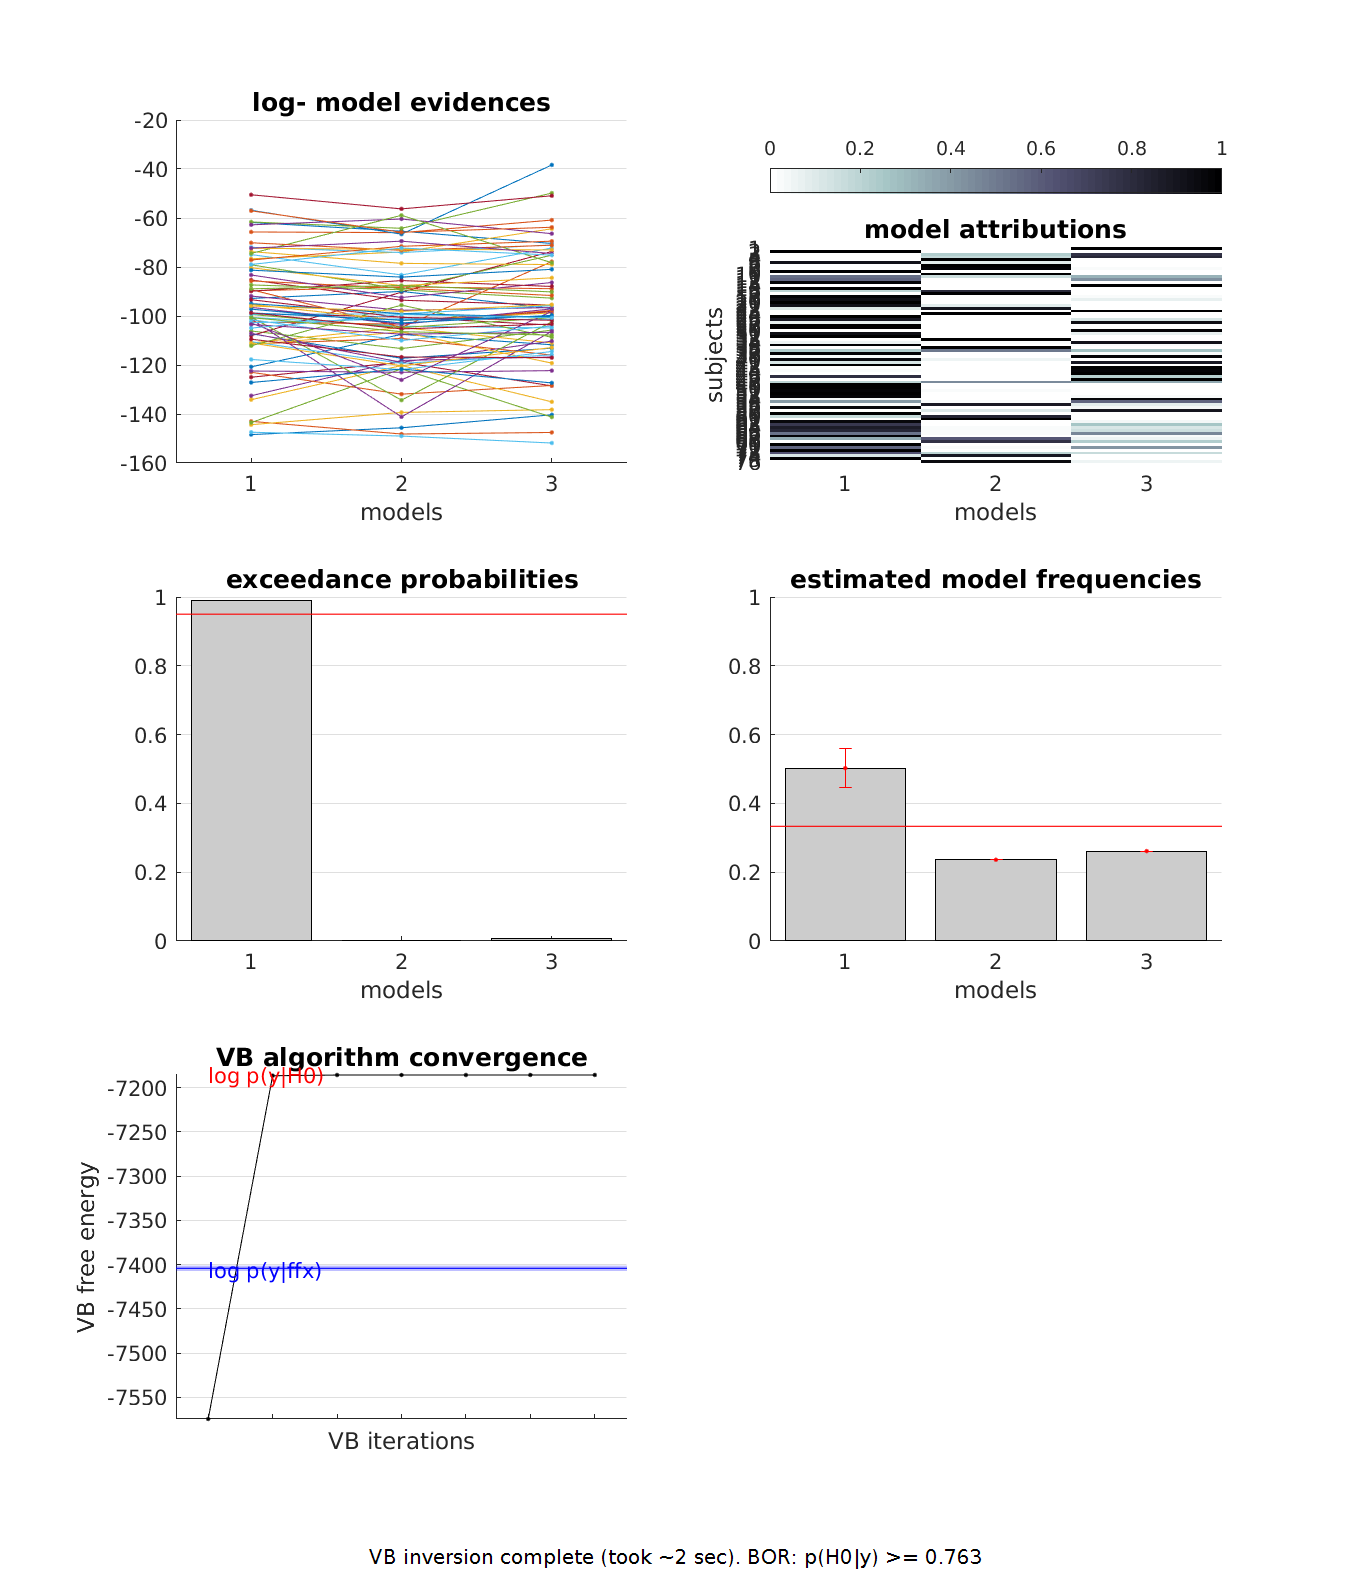 log- model evidences
-20
-40
-60
-80
-100
-120
-140
-160
1 2 3
models
0 0.2 0.4 0.6 0.8 1
model attributions
subjects
1 2 3
models
exceedance probabilities
1
0.8
0.6
0.4
0.2
0
1 2 3
models
estimated model frequencies
1
0.8
0.6
0.4
0.2
0
1 2 3
models
VB algorithm convergence
log p(y|H0)
-7200
-7250
-7300
-7350
-7400
-7450
-7500
-7550
log p(y|ffx)
VB free energy
VB iterations
VB inversion complete (took ~2 sec). BOR: p(H0|y) >= 0.763